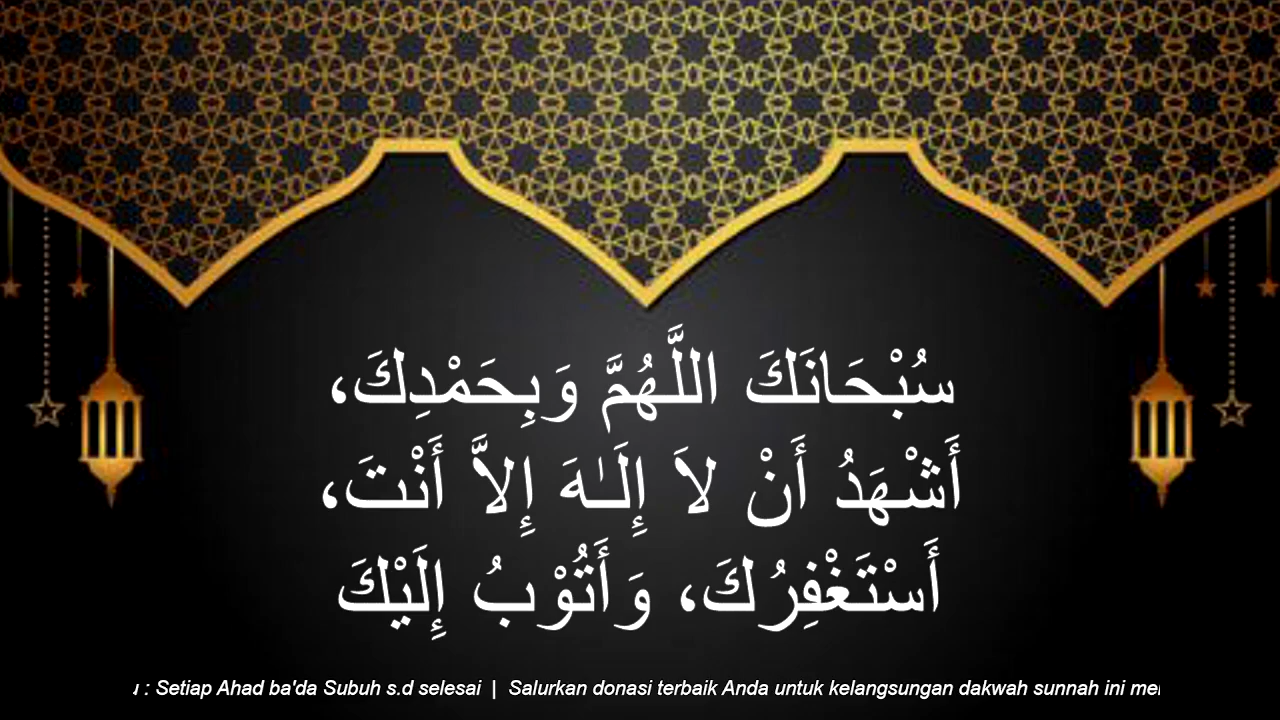 سُبْحَانَكَ اللَّهُمَّ وَبِحَمْدِكَ،
أَشْهَدُ أَنْ لاَ إِلَـٰهَ إِلاَّ أَنْتَ،
أَسْتَغْفِرُكَ، وَأَتُوْبُ إِلَيْكَ
: Setiap Ahad ba'da Subuh s.d selesai | Salurkan donasi terbaik Anda untuk kelangsungan dakwah sunnah ini